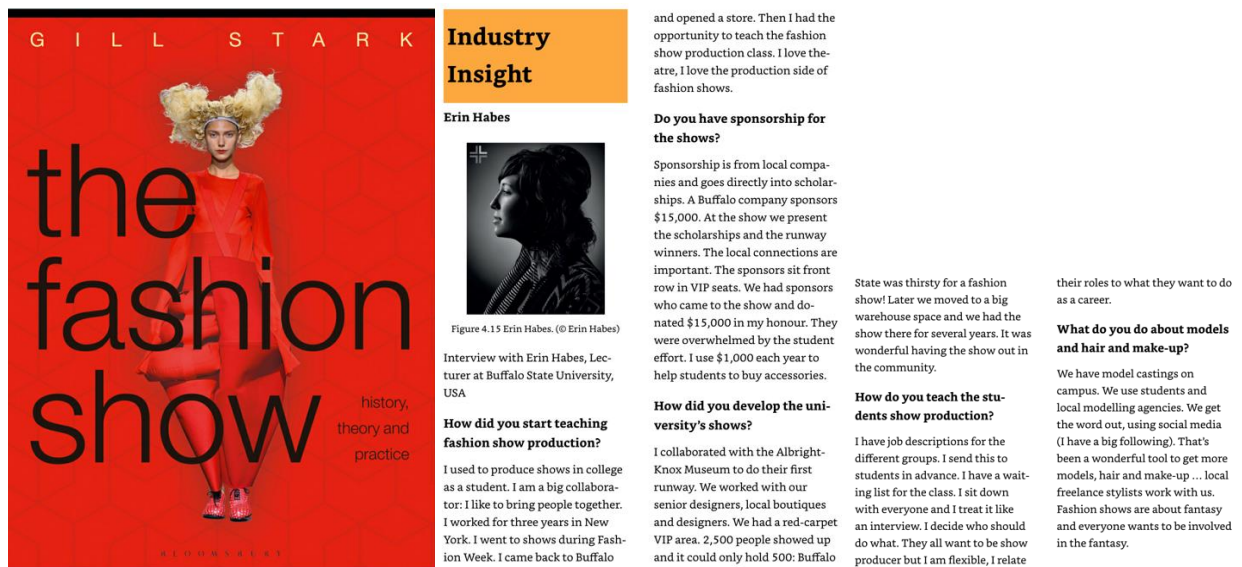 GILL STARK
the
fashion
show
history,
theory and
practice
BLOOMSBURY
Industry
Insight
Erin Habes
Figure 4.15 Erin Habes. (© Erin Habes)
Interview with Erin Habes, Lec-
turer at Buffalo State University,
USA
How did you start teaching
fashion show production?
I used to produce shows in college
as a student. I am a big collabora-
tor: I like to bring people together.
I worked for three years in New
York. I went to shows during Fash-
ion Week. I came back to Buffalo
and opened a store. Then I had the
opportunity to teach the fashion
show production class. I love the-
atre, I love the production side of
fashion shows.
Do you have sponsorship for
the shows?
Sponsorship is from local compa-
nies and goes directly into scholar-
ships. A Buffalo company sponsors
$15,000. At the show we present
the scholarships and the runway
winners. The local connections are
important. The sponsors sit front
row in VIP seats. We had sponsors
who came to the show and do-
nated $15,000 in my honour. They
were overwhelmed by the student
effort. I use $1,000 each year to
help students to buy accessories.
How did you develop the uni-
versity's shows?
I collaborated with the Albright-
Knox Museum to do their first
runway. We worked with our
senior designers, local boutiques
and designers. We had a red-carpet
VIP area. 2,500 people showed up
and it could only hold 500: Buffalo
State was thirsty for a fashion
show! Later we moved to a big
warehouse space and we had the
show there for several years. It was
wonderful having the show out in
the community.
How do you teach the stu-
dents show production?
I have job descriptions for the
different groups. I send this to
students in advance. I have a wait-
ing list for the class. I sit down
with everyone and I treat it like
an interview. I decide who should
do what. They all want to be show
producer but I am flexible, I relate
their roles to what they want to do
as a career.
What do you do about models
and hair and make-up?
We have model castings on
campus. We use students and
local modelling agencies. We get
the word out, using social media
(I have a big following). That's
been a wonderful tool to get more
models, hair and make-up … local
freelance stylists work with us.
Fashion shows are about fantasy
and everyone wants to be involved
in the fantasy.